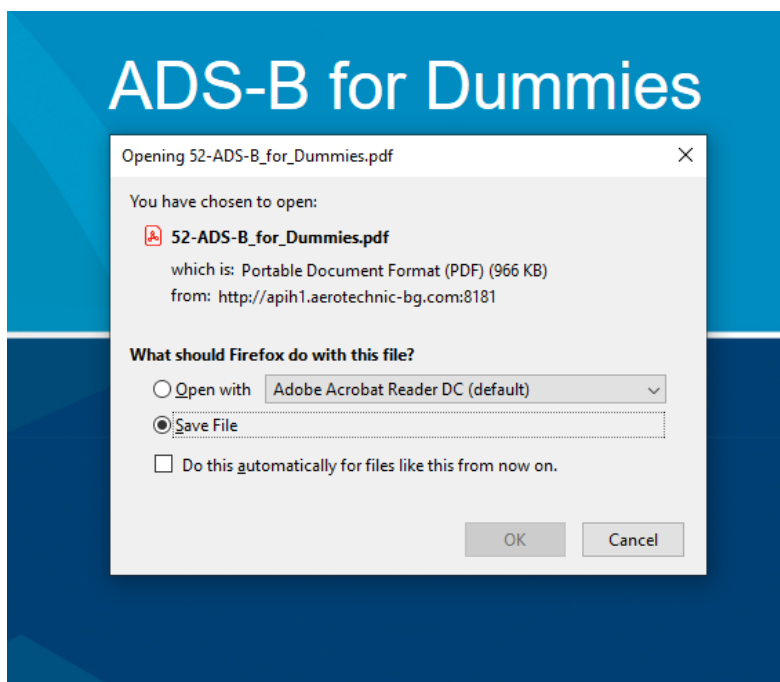 ADS-B for Dummies
Opening 52-ADS-B_for_Dummies.pdf
You have chosen to open:
52-ADS-B_for_Dummies.pdf
which is: Portable Document Format (PDF) (966 KB)
from: http://apih1.aerotechnic-bg.com:8181
What should Firefox do with this file?
Open with Adobe Acrobat Reader DC (default)
Save File
Do this automatically for files like this from now on.
OK Cancel